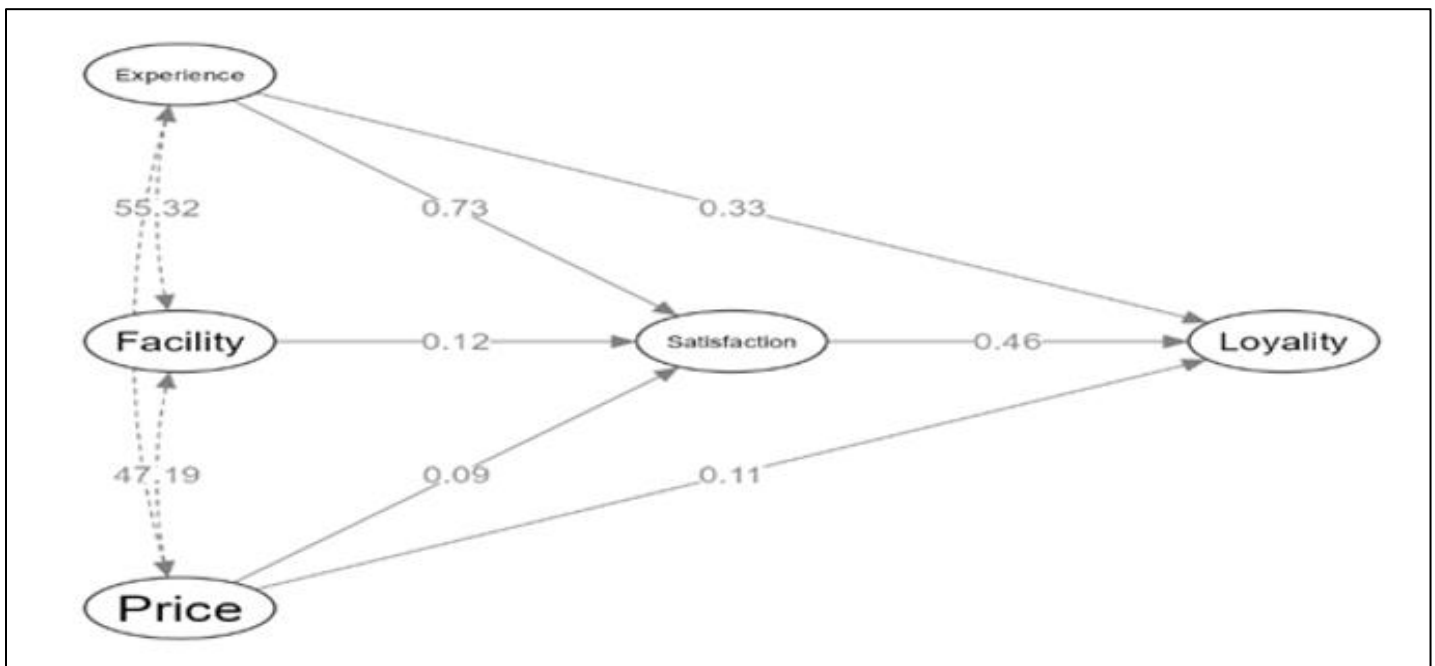 Experience
55.32
0.73
0.33
Facility
0.12
Satisfaction
0.46
Loyality
47.19
0.09
0.11
Price